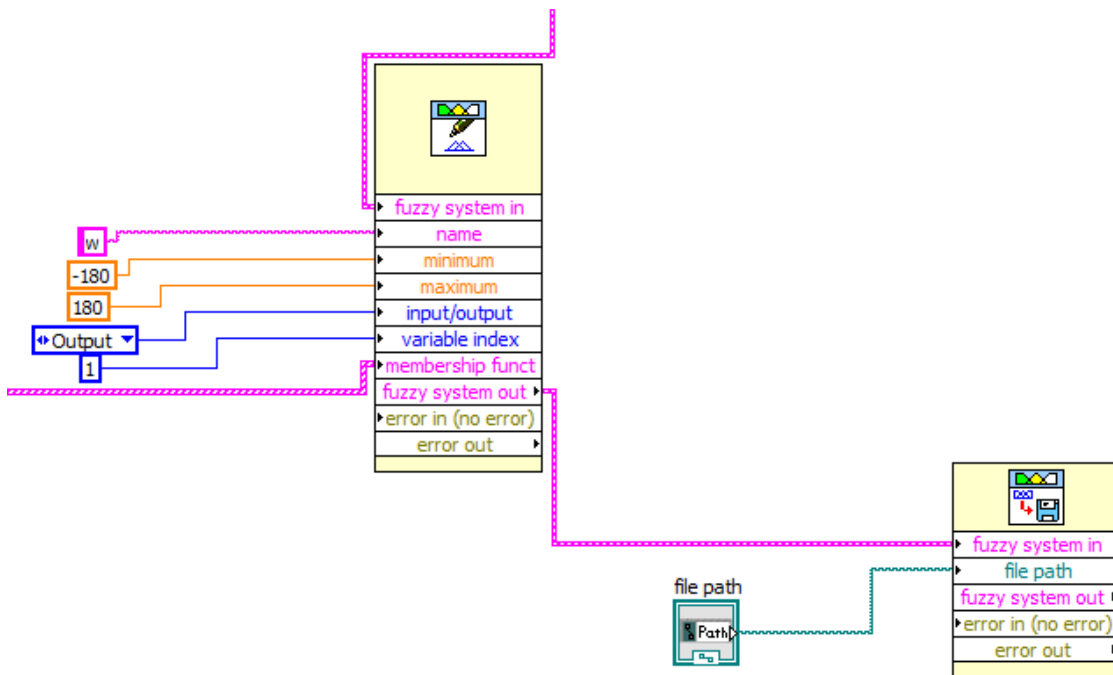 fuzzy system in
w
name
-180
minimum
180
maximum
Output
input/output
1
variable index
membership funct
fuzzy system out
error in (no error)
error out
file path
Path
fuzzy system in
file path
fuzzy system out
error in (no error)
error out